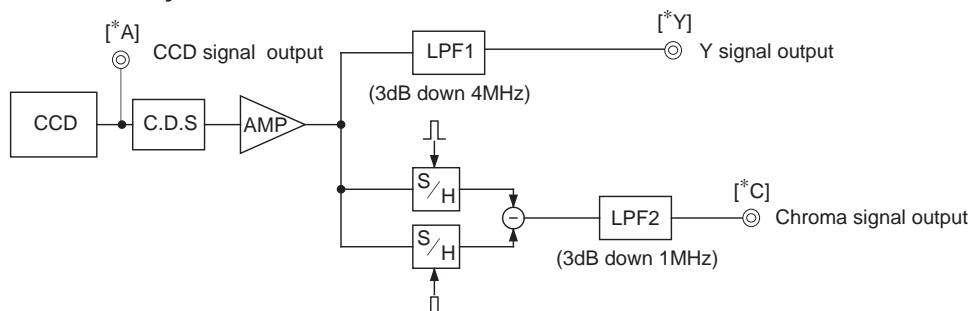 [*A]
CCD signal output
[*Y]
Y signal output
LPF1
(3dB down 4MHz)
CCD
C.D.S
AMP
S/H
S/H
−
LPF2
(3dB down 1MHz)
[*C]
Chroma signal output